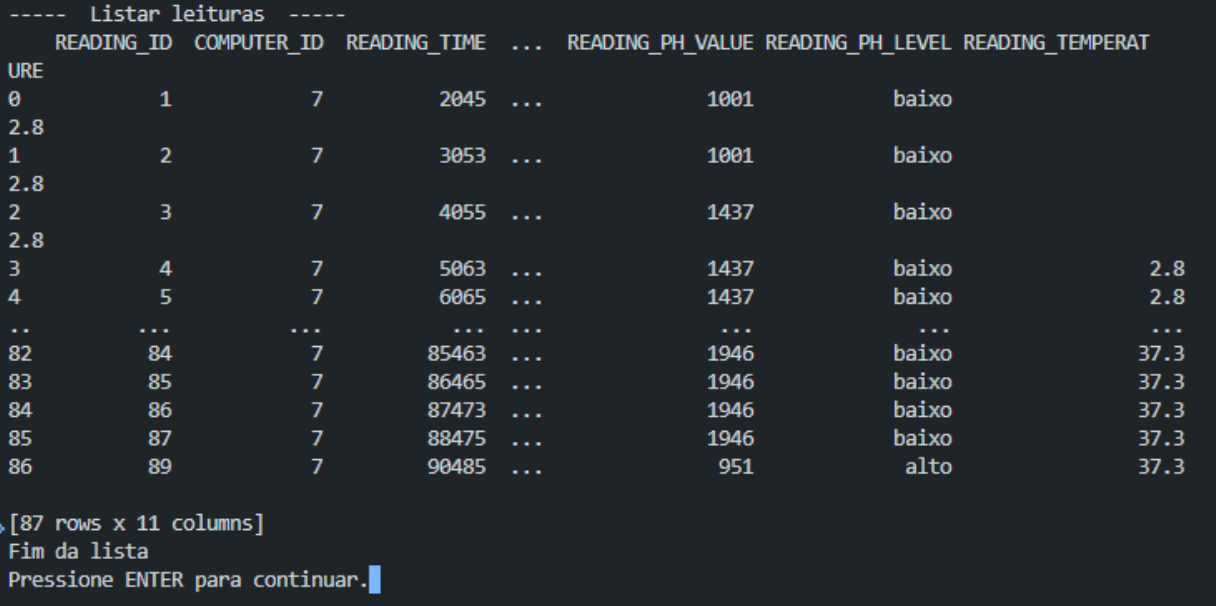 -----  Listar leituras  -----
    READING_ID  COMPUTER_ID  READING_TIME  ...  READING_PH_VALUE READING_PH_LEVEL READING_TEMPERAT
URE
0            1            7          2045  ...              1001            baixo
2.8
1            2            7          3053  ...              1001            baixo
2.8
2            3            7          4055  ...              1437            baixo
2.8
3            4            7          5063  ...              1437            baixo                 2.8
4            5            7          6065  ...              1437            baixo                 2.8
..         ...          ...           ...  ...               ...              ...                 ...
82          84            7         85463  ...              1946            baixo                37.3
83          85            7         86465  ...              1946            baixo                37.3
84          86            7         87473  ...              1946            baixo                37.3
85          87            7         88475  ...              1946            baixo                37.3
86          89            7         90485  ...               951             alto                37.3
[87 rows x 11 columns]
Fim da lista
Pressione ENTER para continuar.